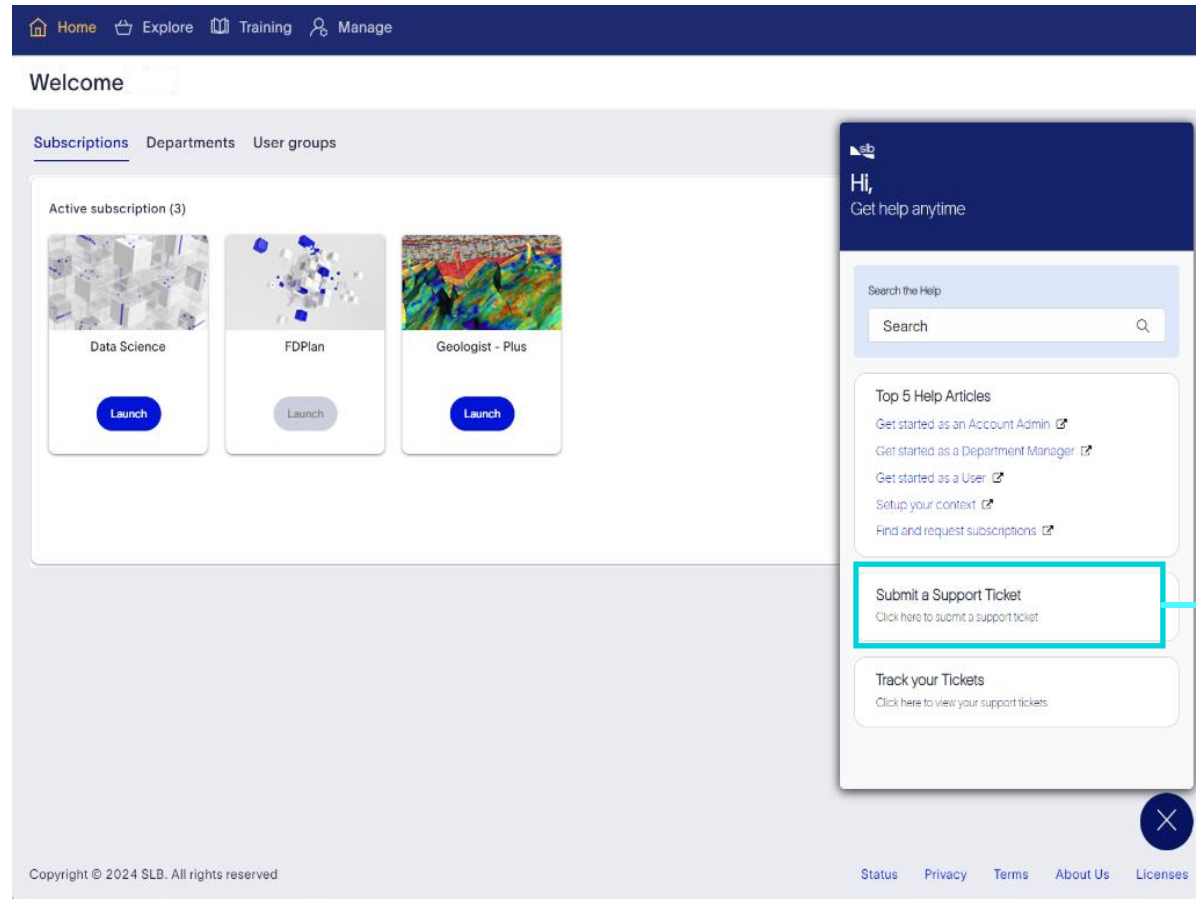 Home Explore Training Manage
Welcome
Subscriptions Departments User groups
Active subscription (3)
Data Science
Launch
FDPlan
Launch
Geologist - Plus
Launch
slb
Hi,
Get help anytime
Search the Help
Search
Top 5 Help Articles
Get started as an Account Admin
Get started as a Department Manager
Get started as a User
Setup your context
Find and request subscriptions
Submit a Support Ticket
Click here to submit a support ticket
Track your Tickets
Click here to view your support tickets
Copyright © 2024 SLB. All rights reserved
Status Privacy Terms About Us Licenses